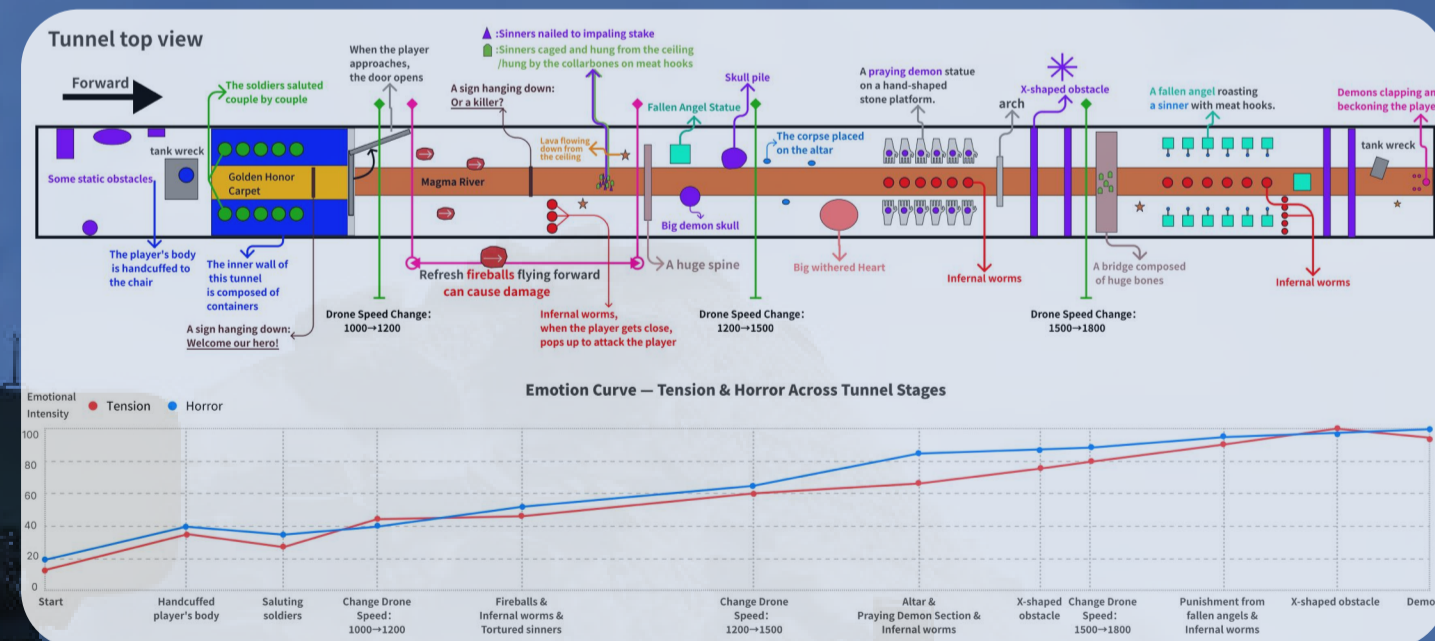 Tunnel top view
Forward
The soldiers saluted
couple by couple
When the player
approaches,
the door opens
:Sinners nailed to impaling stake
:Sinners caged and hung from the ceiling
/hung by the collarbones on meat hooks
A sign hanging down:
Or a killer?
Fallen Angel Statue
Skull pile
A praying demon statue
on a hand-shaped
stone platform.
arch
X-shaped obstacle
A fallen angel roasting
a sinner with meat hooks.
Demons clapping
beckoning the
tank wreck
Some static obstacles
Golden Honor
Carpet
Magma River
Lava flowing
down from
the ceiling
The corpse placed
on the altar
tank wreck
Big demon skull
The player's body
is handcuffed to
the chair
The inner wall of
this tunnel
is composed of
containers
A sign hanging down:
Welcome our hero!
Refresh fireballs flying forward
can cause damage
A huge spine
Big withered Heart
Infernal worms
A bridge composed
of huge bones
Infernal worms
Drone Speed Change:
1000→1200
Infernal worms,
when the player gets close,
pops up to attack the player
Drone Speed Change:
1200→1500
Drone Speed Change:
1500→1800
Emotion Curve — Tension & Horror Across Tunnel Stages
Emotional
Intensity
Tension
Horror
100
80
60
40
20
0
Start
Handcuffed
player's body
Saluting
soldiers
Change Drone
Speed:
1000→1200
Fireballs &
Infernal worms &
Tortured sinners
Change Drone
Speed:
1200→1500
Altar &
Praying Demon Section &
Infernal worms
X-shaped
obstacle
Change Drone
Speed:
1500→1800
Punishment from
fallen angels &
Infernal worms
X-shaped obstacle